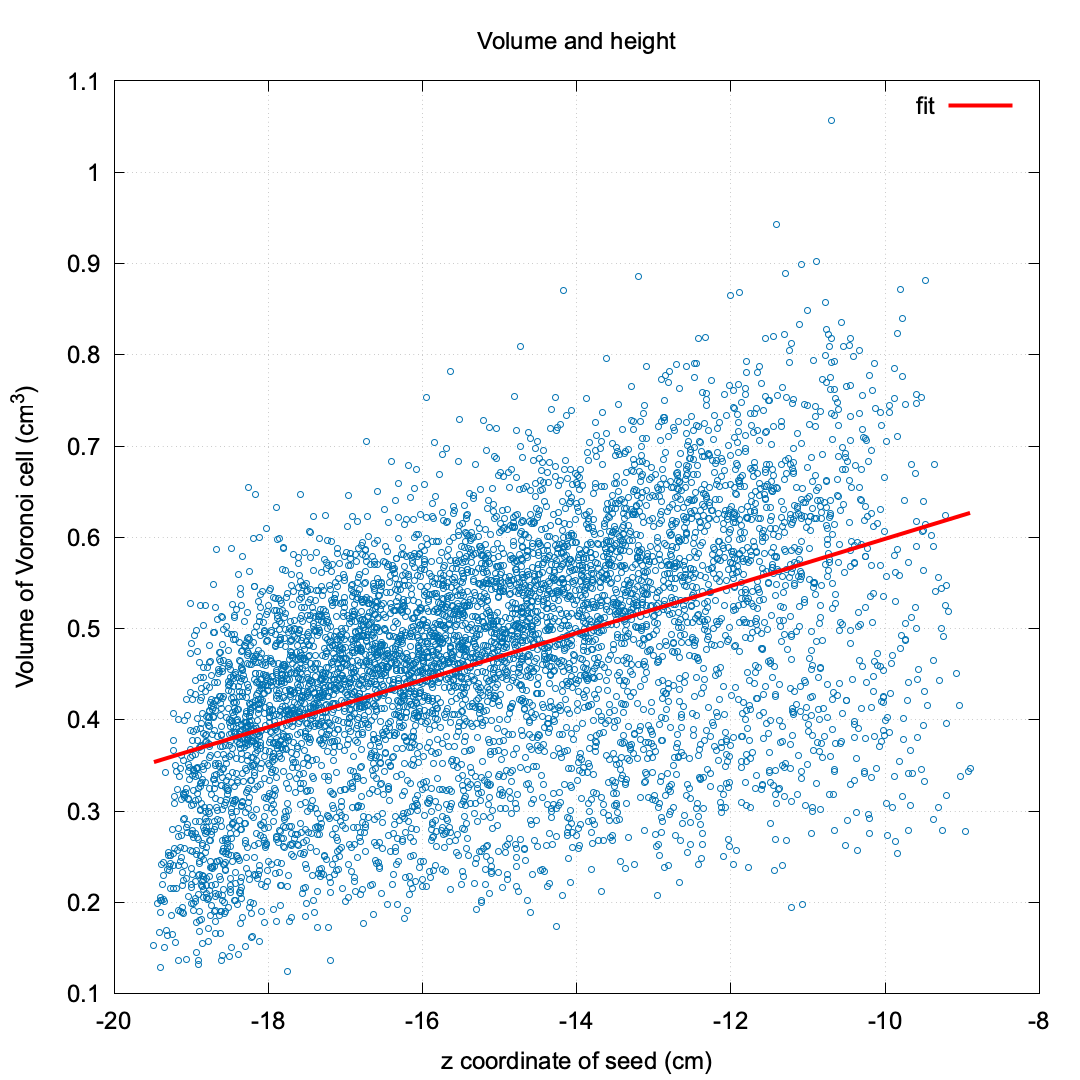 Volume and height
fit
1.1
1
0.9
0.8
0.7
0.6
0.5
0.4
0.3
0.2
0.1
Volume of Voronoi cell (cm³)
-20 -18 -16 -14 -12 -10 -8
z coordinate of seed (cm)